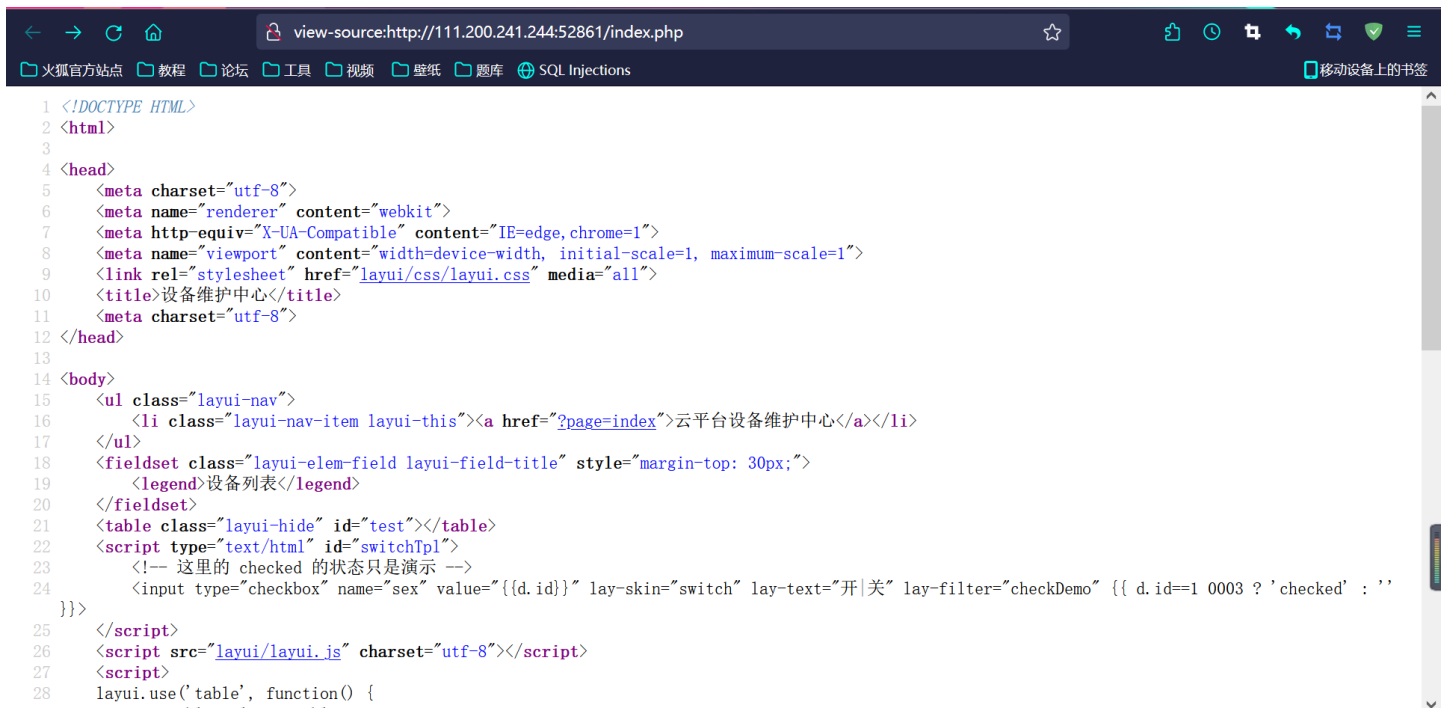 view-source:http://111.200.241.244:52861/index.php
火狐官方站点 教程 论坛 工具 视频 壁纸 题库 SQL Injections 移动设备上的书签
1 <!DOCTYPE HTML>
2 <html>
3
4 <head>
5 <meta charset="utf-8">
6 <meta name="renderer" content="webkit">
7 <meta http-equiv="X-UA-Compatible" content="IE=edge,chrome=1">
8 <meta name="viewport" content="width=device-width, initial-scale=1, maximum-scale=1">
9 <link rel="stylesheet" href="layui/css/layui.css" media="all">
10 <title>设备维护中心</title>
11 <meta charset="utf-8">
12 </head>
13
14 <body>
15 <ul class="layui-nav">
16 <li class="layui-nav-item layui-this"><a href="?page=index">云平台设备维护中心</a></li>
17 </ul>
18 <fieldset class="layui-elem-field layui-field-title" style="margin-top: 30px;">
19 <legend>设备列表</legend>
20 </fieldset>
21 <table class="layui-hide" id="test"></table>
22 <script type="text/html" id="switchTpl">
23 <!-- 这里的 checked 的状态只是演示 -->
24 <input type="checkbox" name="sex" value="{{d.id}}" lay-skin="switch" lay-text="开|关" lay-filter="checkDemo" {{ d.id==1 0003 ? 'checked' : ''
}}>
25 </script>
26 <script src="layui/layui.js" charset="utf-8"></script>
27 <script>
28 layui.use('table', function() {